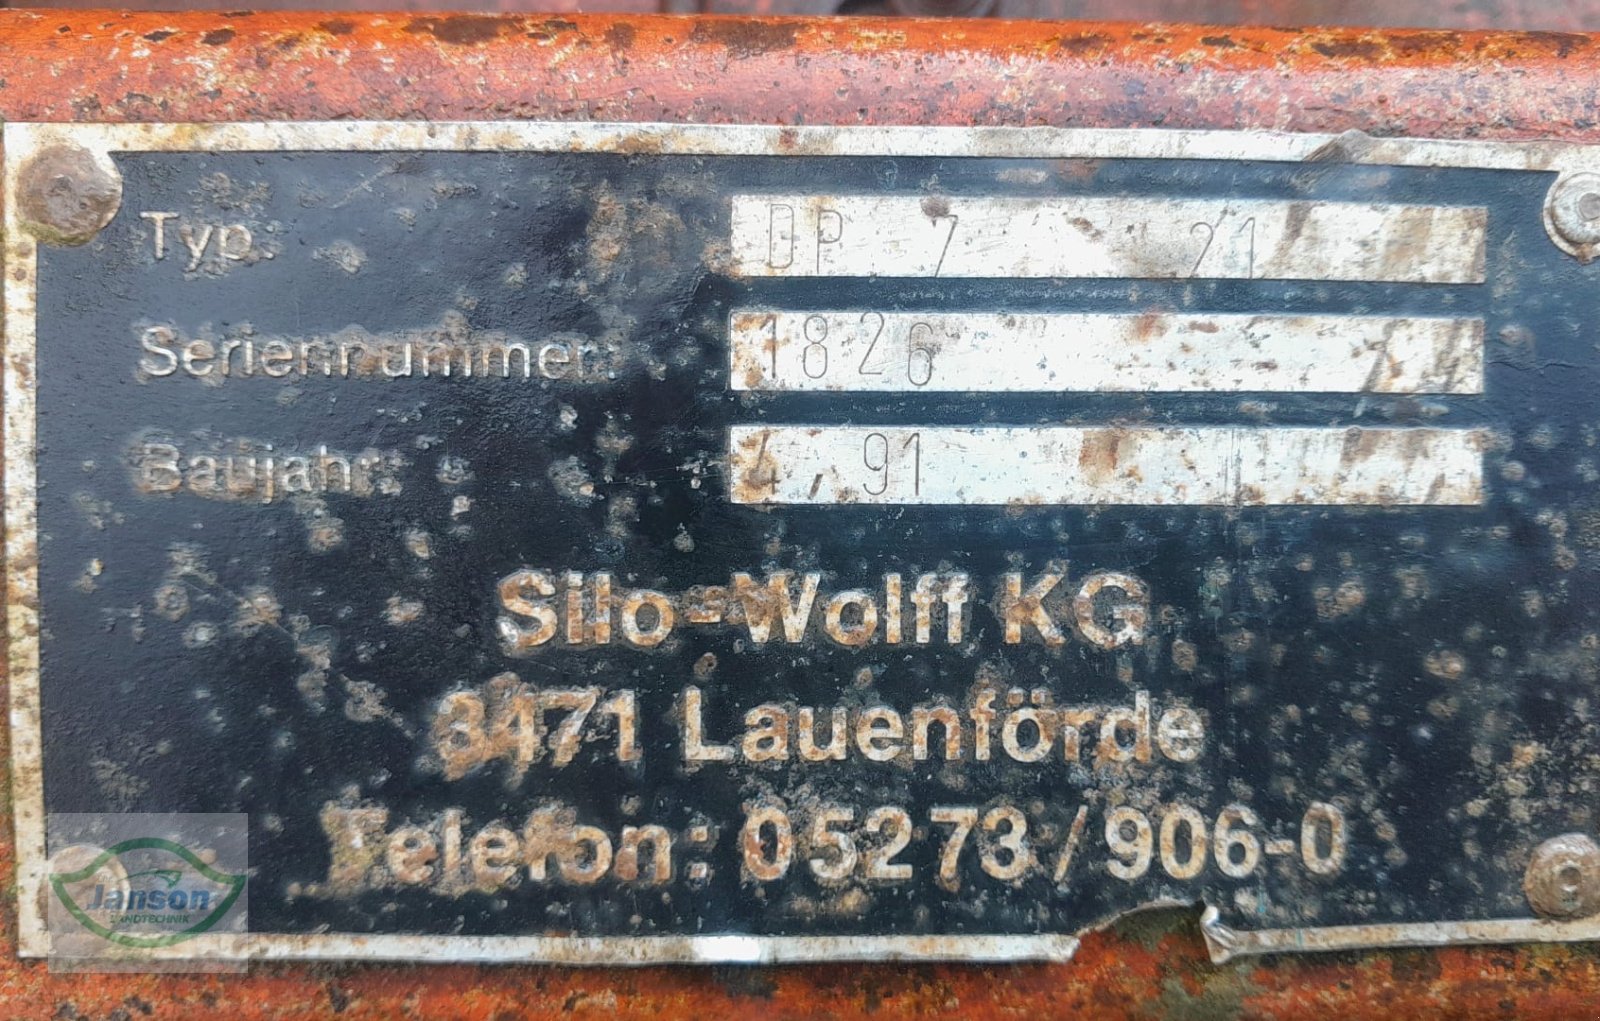 Typ: DP 7 21
Seriennummer: 1826
Baujahr: 4, 91
Silo-Wolff KG
3471 Lauenförde
Telefon: 05273/906-0
Janson
LANDTECHNIK